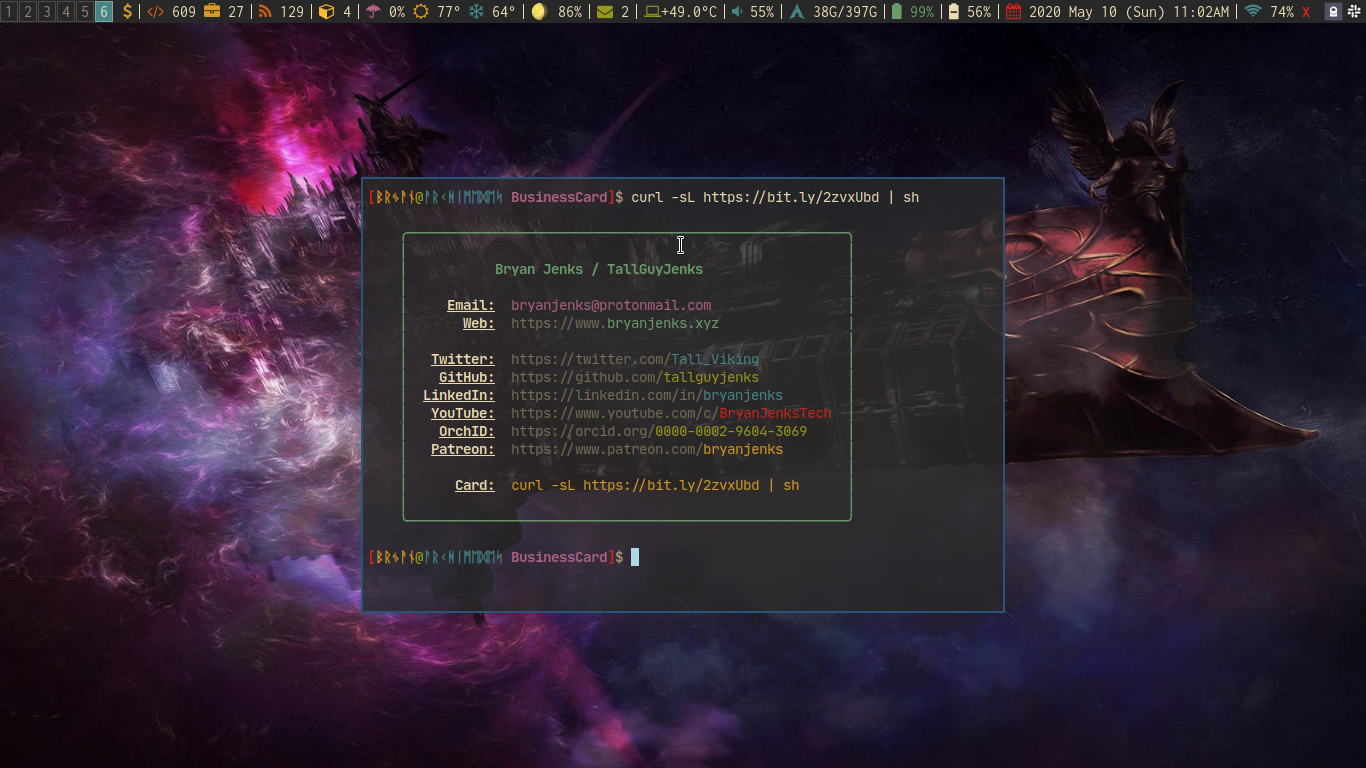 1 2 3 4 5 6 $ 609 27 129 4 0% 77° 64° 86% 2 +49.0°C 55% 38G/397G 99% 56% 2020 May 10 (Sun) 11:02AM 74% X
BusinessCard]$ curl -sL https://bit.ly/2zvxUbd | sh
Bryan Jenks / TallGuyJenks
Email: bryanjenks@protonmail.com
Web: https://www.bryanjenks.xyz
Twitter: https://twitter.com/Tall_Viking
GitHub: https://github.com/tallguyjenks
LinkedIn: https://linkedin.com/in/bryanjenks
YouTube: https://www.youtube.com/c/BryanJenksTech
OrchID: https://orcid.org/0000-0002-9604-3069
Patreon: https://www.patreon.com/bryanjenks
Card: curl -sL https://bit.ly/2zvxUbd | sh
BusinessCard]$